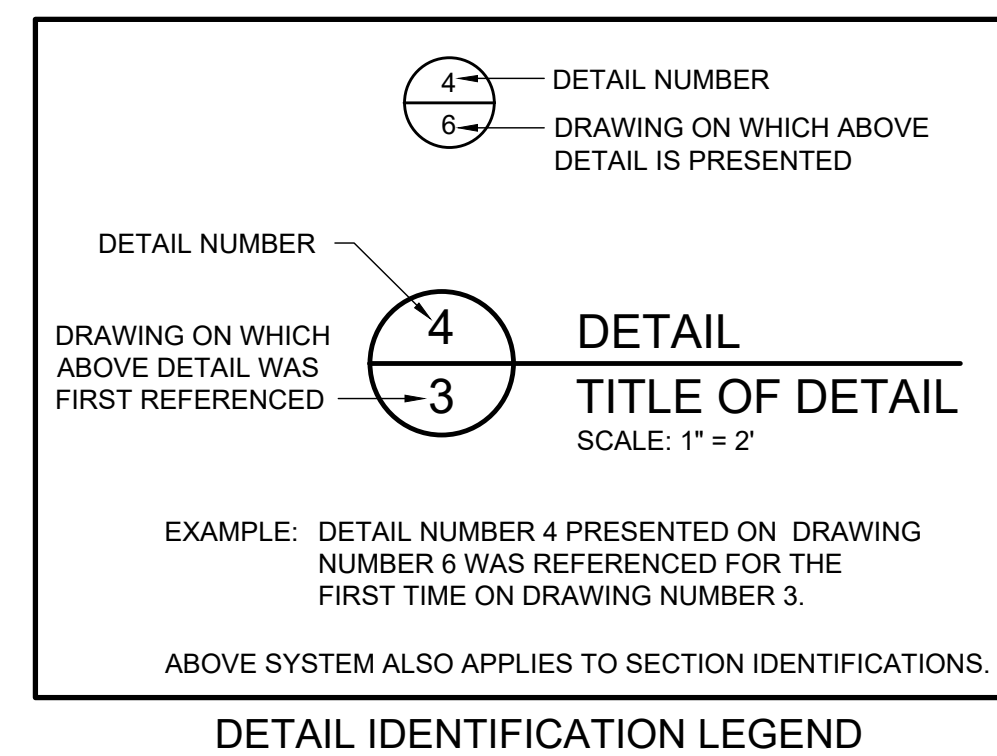 4 DETAIL NUMBER
6 DRAWING ON WHICH ABOVE
DETAIL IS PRESENTED
DETAIL NUMBER
DRAWING ON WHICH
ABOVE DETAIL WAS
FIRST REFERENCED
4 DETAIL
3 TITLE OF DETAIL
SCALE: 1" = 2'
EXAMPLE: DETAIL NUMBER 4 PRESENTED ON DRAWING
NUMBER 6 WAS REFERENCED FOR THE
FIRST TIME ON DRAWING NUMBER 3.
ABOVE SYSTEM ALSO APPLIES TO SECTION IDENTIFICATIONS.
DETAIL IDENTIFICATION LEGEND